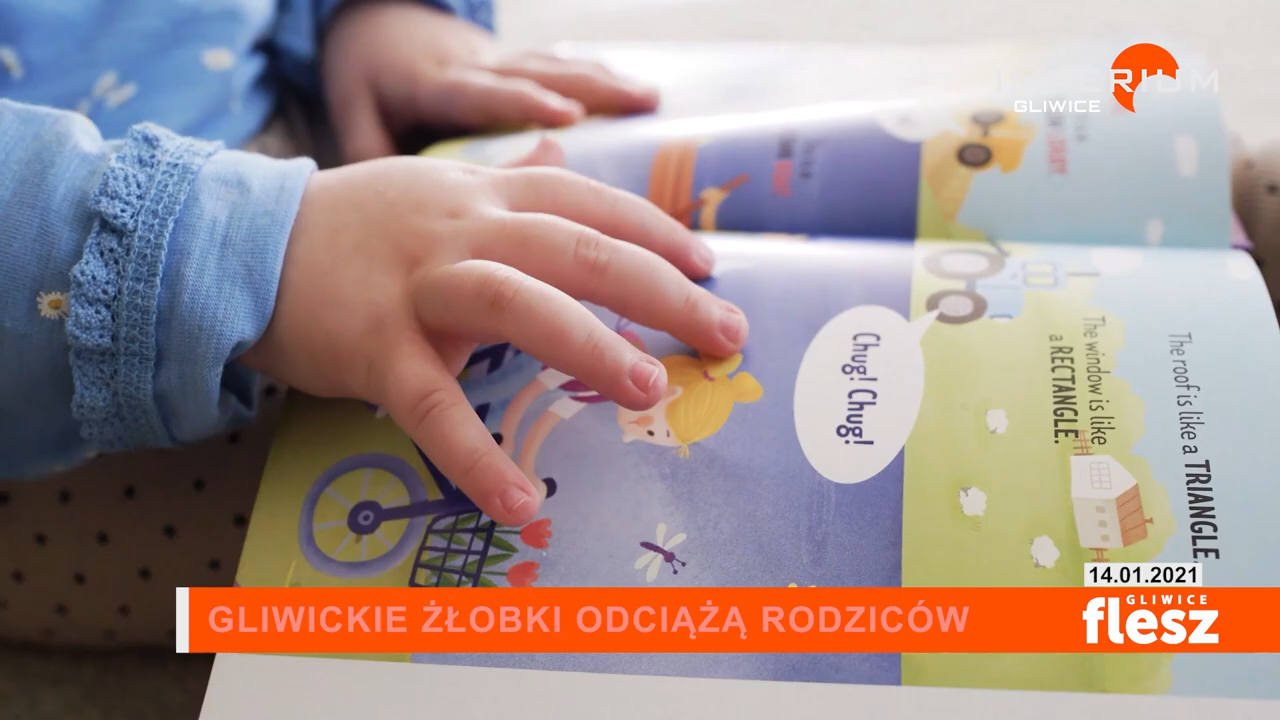 GLIWICE
Chug! Chug!
The window is like
a RECTANGLE.
The roof is like a TRIANGLE.
14.01.2021
GLIWICKIE ŻŁOBKI ODCIĄŻĄ RODZICÓW
GLIWICE
flesz